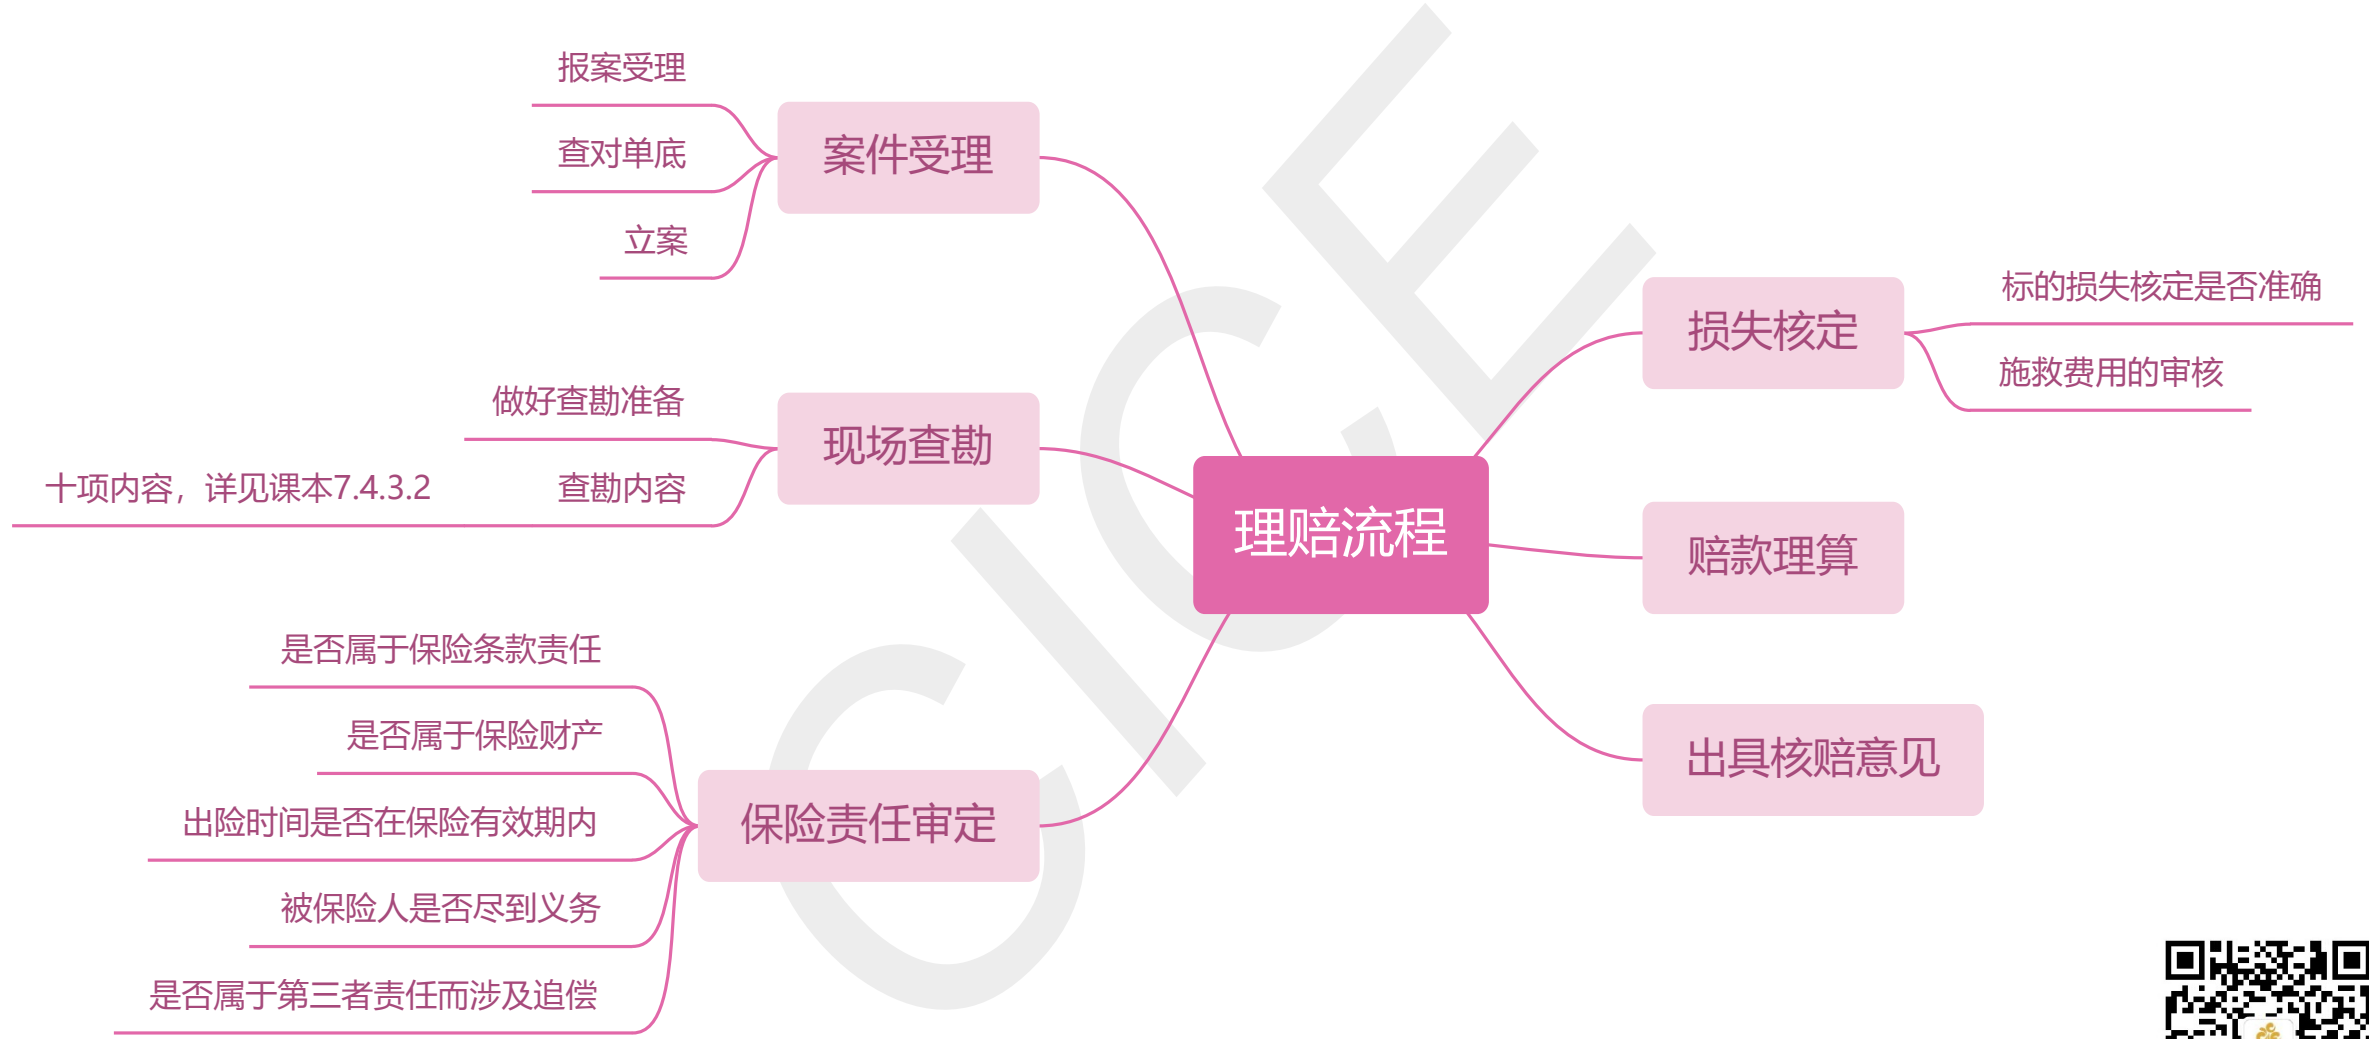 理赔流程
案件受理
报案受理
查对单底
立案
现场查勘
做好查勘准备
查勘内容
十项内容，详见课本7.4.3.2
保险责任审定
是否属于保险条款责任
是否属于保险财产
出险时间是否在保险有效期内
被保险人是否尽到义务
是否属于第三者责任而涉及追偿
损失核定
标的损失核定是否准确
施救费用的审核
赔款理算
出具核赔意见
CICE